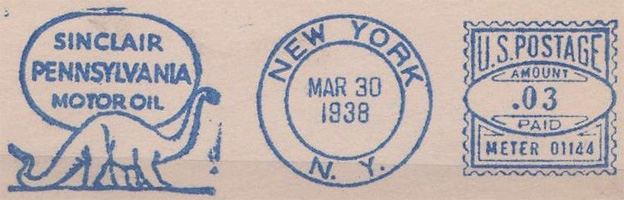 SINCLAIR
PENNSYLVANIA
MOTOR OIL
NEW YORK
MAR 30
1938
N. Y.
U.S. POSTAGE
AMOUNT
.03
PAID
METER 01144